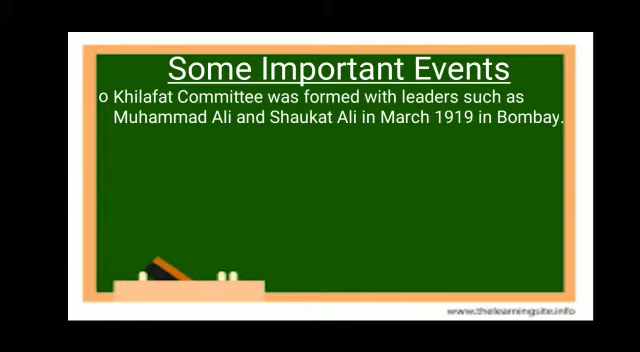 Some Important Events
o Khilafat Committee was formed with leaders such as
Muhammad Ali and Shaukat Ali in March 1919 in Bombay.
www.thelearningsite.info